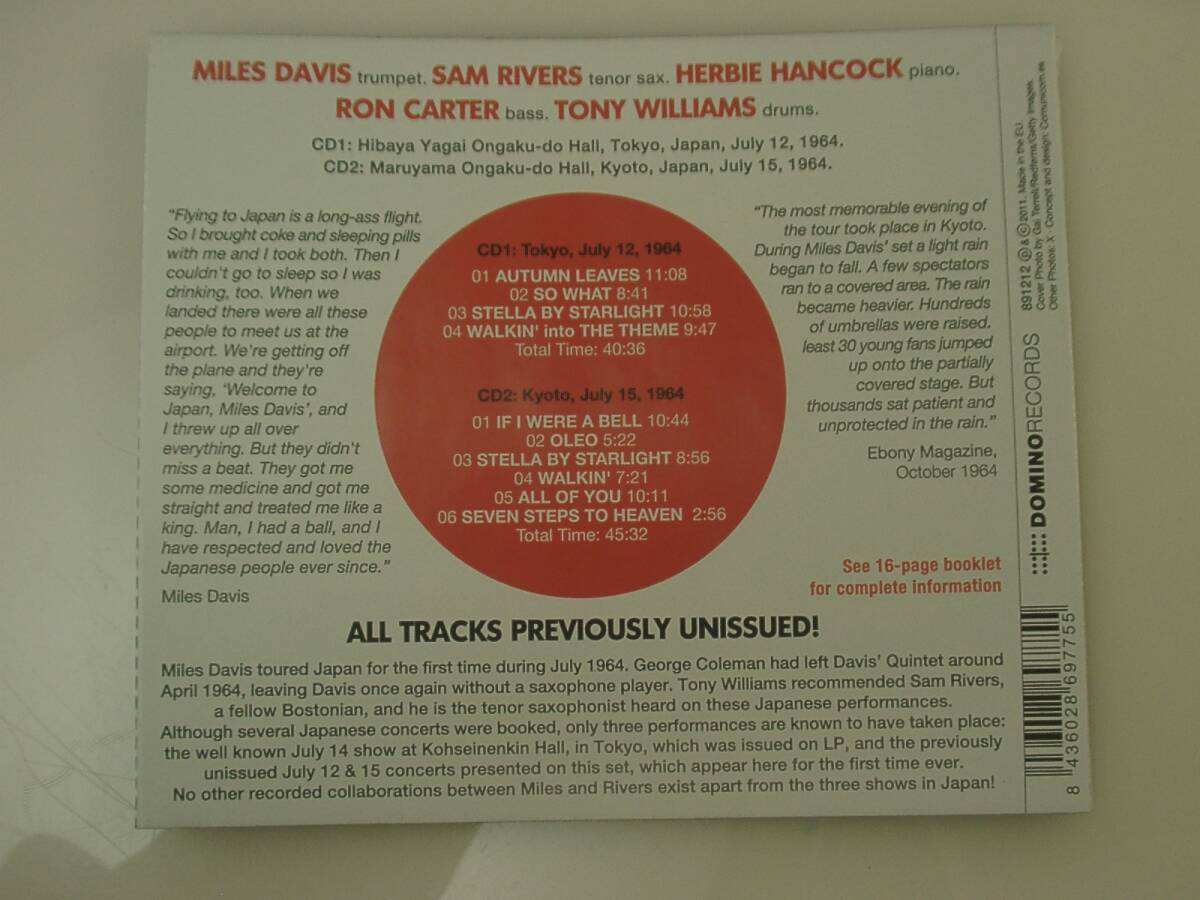 MILES DAVIS trumpet. SAM RIVERS tenor sax. HERBIE HANCOCK piano.
RON CARTER bass. TONY WILLIAMS drums.
CD1: Hibaya Yagai Ongaku-do Hall, Tokyo, Japan, July 12, 1964.
CD2: Maruyama Ongaku-do Hall, Kyoto, Japan, July 15, 1964.
"Flying to Japan is a long-ass flight.
So I brought coke and sleeping pills
with me and I took both. Then I
couldn't go to sleep so I was
drinking, too. When we
landed there were all these
people to meet us at the
airport. We're getting off
the plane and they're
saying, 'Welcome to
Japan, Miles Davis', and
I threw up all over
everything. But they didn't
miss a beat. They got me
some medicine and got me
straight and treated me like a
king. Man, I had a ball, and I
have respected and loved the
Japanese people ever since."
Miles Davis
CD1: Tokyo, July 12, 1964
01 AUTUMN LEAVES 11:08
02 SO WHAT 8:41
03 STELLA BY STARLIGHT 10:58
04 WALKIN' into THE THEME 9:47
Total Time: 40:36
CD2: Kyoto, July 15, 1964
01 IF I WERE A BELL 10:44
02 OLEO 5:22
03 STELLA BY STARLIGHT 8:56
04 WALKIN' 7:21
05 ALL OF YOU 10:11
06 SEVEN STEPS TO HEAVEN 2:56
Total Time: 45:32
"The most memorable evening of
the tour took place in Kyoto.
During Miles Davis' set a light rain
began to fall. A few spectators
ran to a covered area. The rain
became heavier. Hundreds
of umbrellas were raised.
least 30 young fans jumped
up onto the partially
covered stage. But
thousands sat patient and
unprotected in the rain."
Ebony Magazine,
October 1964
See 16-page booklet
for complete information
ALL TRACKS PREVIOUSLY UNISSUED!
Miles Davis toured Japan for the first time during July 1964. George Coleman had left Davis' Quintet around
April 1964, leaving Davis once again without a saxophone player. Tony Williams recommended Sam Rivers,
a fellow Bostonian, and he is the tenor saxophonist heard on these Japanese performances.
Although several Japanese concerts were booked, only three performances are known to have taken place:
the well known July 14 show at Kohseinenkin Hall, in Tokyo, which was issued on LP, and the previously
unissued July 12 & 15 concerts presented on this set, which appear here for the first time ever.
No other recorded collaborations between Miles and Rivers exist apart from the three shows in Japan!
891212 ℗ & © 2011. Made in the EU.
Cover Photo by Gai Terrell/Redferns/Getty Images.
Other Photos: X · Concept and design: Comunicom.es
DOMINO RECORDS
8 436028 697755